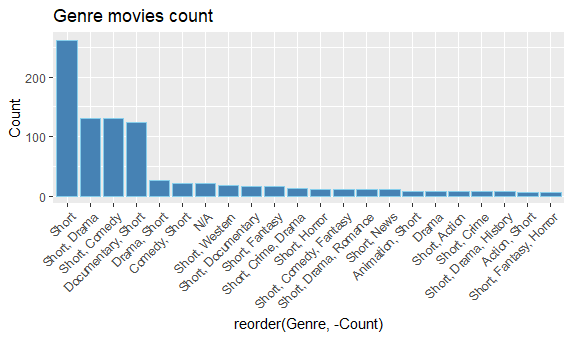 Genre movies count
Count
200
100
0
Short
Short, Drama
Short, Comedy
Documentary, Short
Drama, Short
Comedy, Short
N/A
Short, Western
Short, Documentary
Short, Fantasy
Short, Crime, Drama
Short, Horror
Short, Comedy, Fantasy
Short, Drama, Romance
Short, News
Animation, Short
Drama
Short, Action
Short, Crime
Short, Drama, History
Action, Short
Short, Fantasy, Horror
reorder(Genre, -Count)